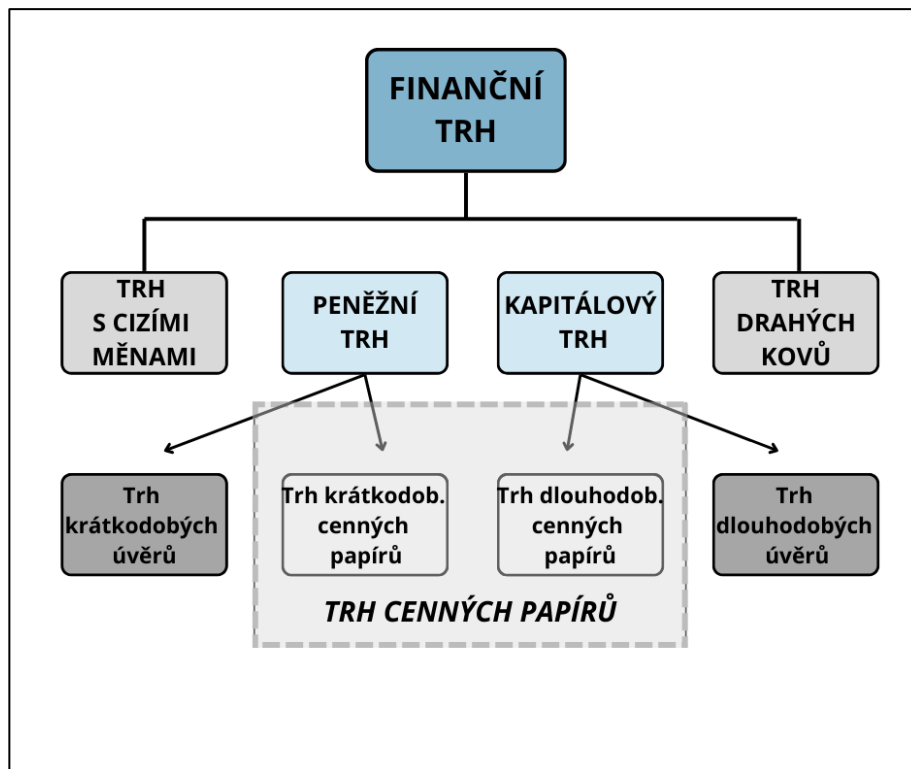 FINANČNÍ
TRH
TRH
S CIZÍMI
MĚNAMI
PENĚŽNÍ
TRH
KAPITÁLOVÝ
TRH
TRH
DRAHÝCH
KOVŮ
Trh
krátkodobých
úvěrů
Trh krátkodob.
cenných
papírů
Trh dlouhodob.
cenných
papírů
Trh
dlouhodobých
úvěrů
TRH CENNÝCH PAPÍRŮ